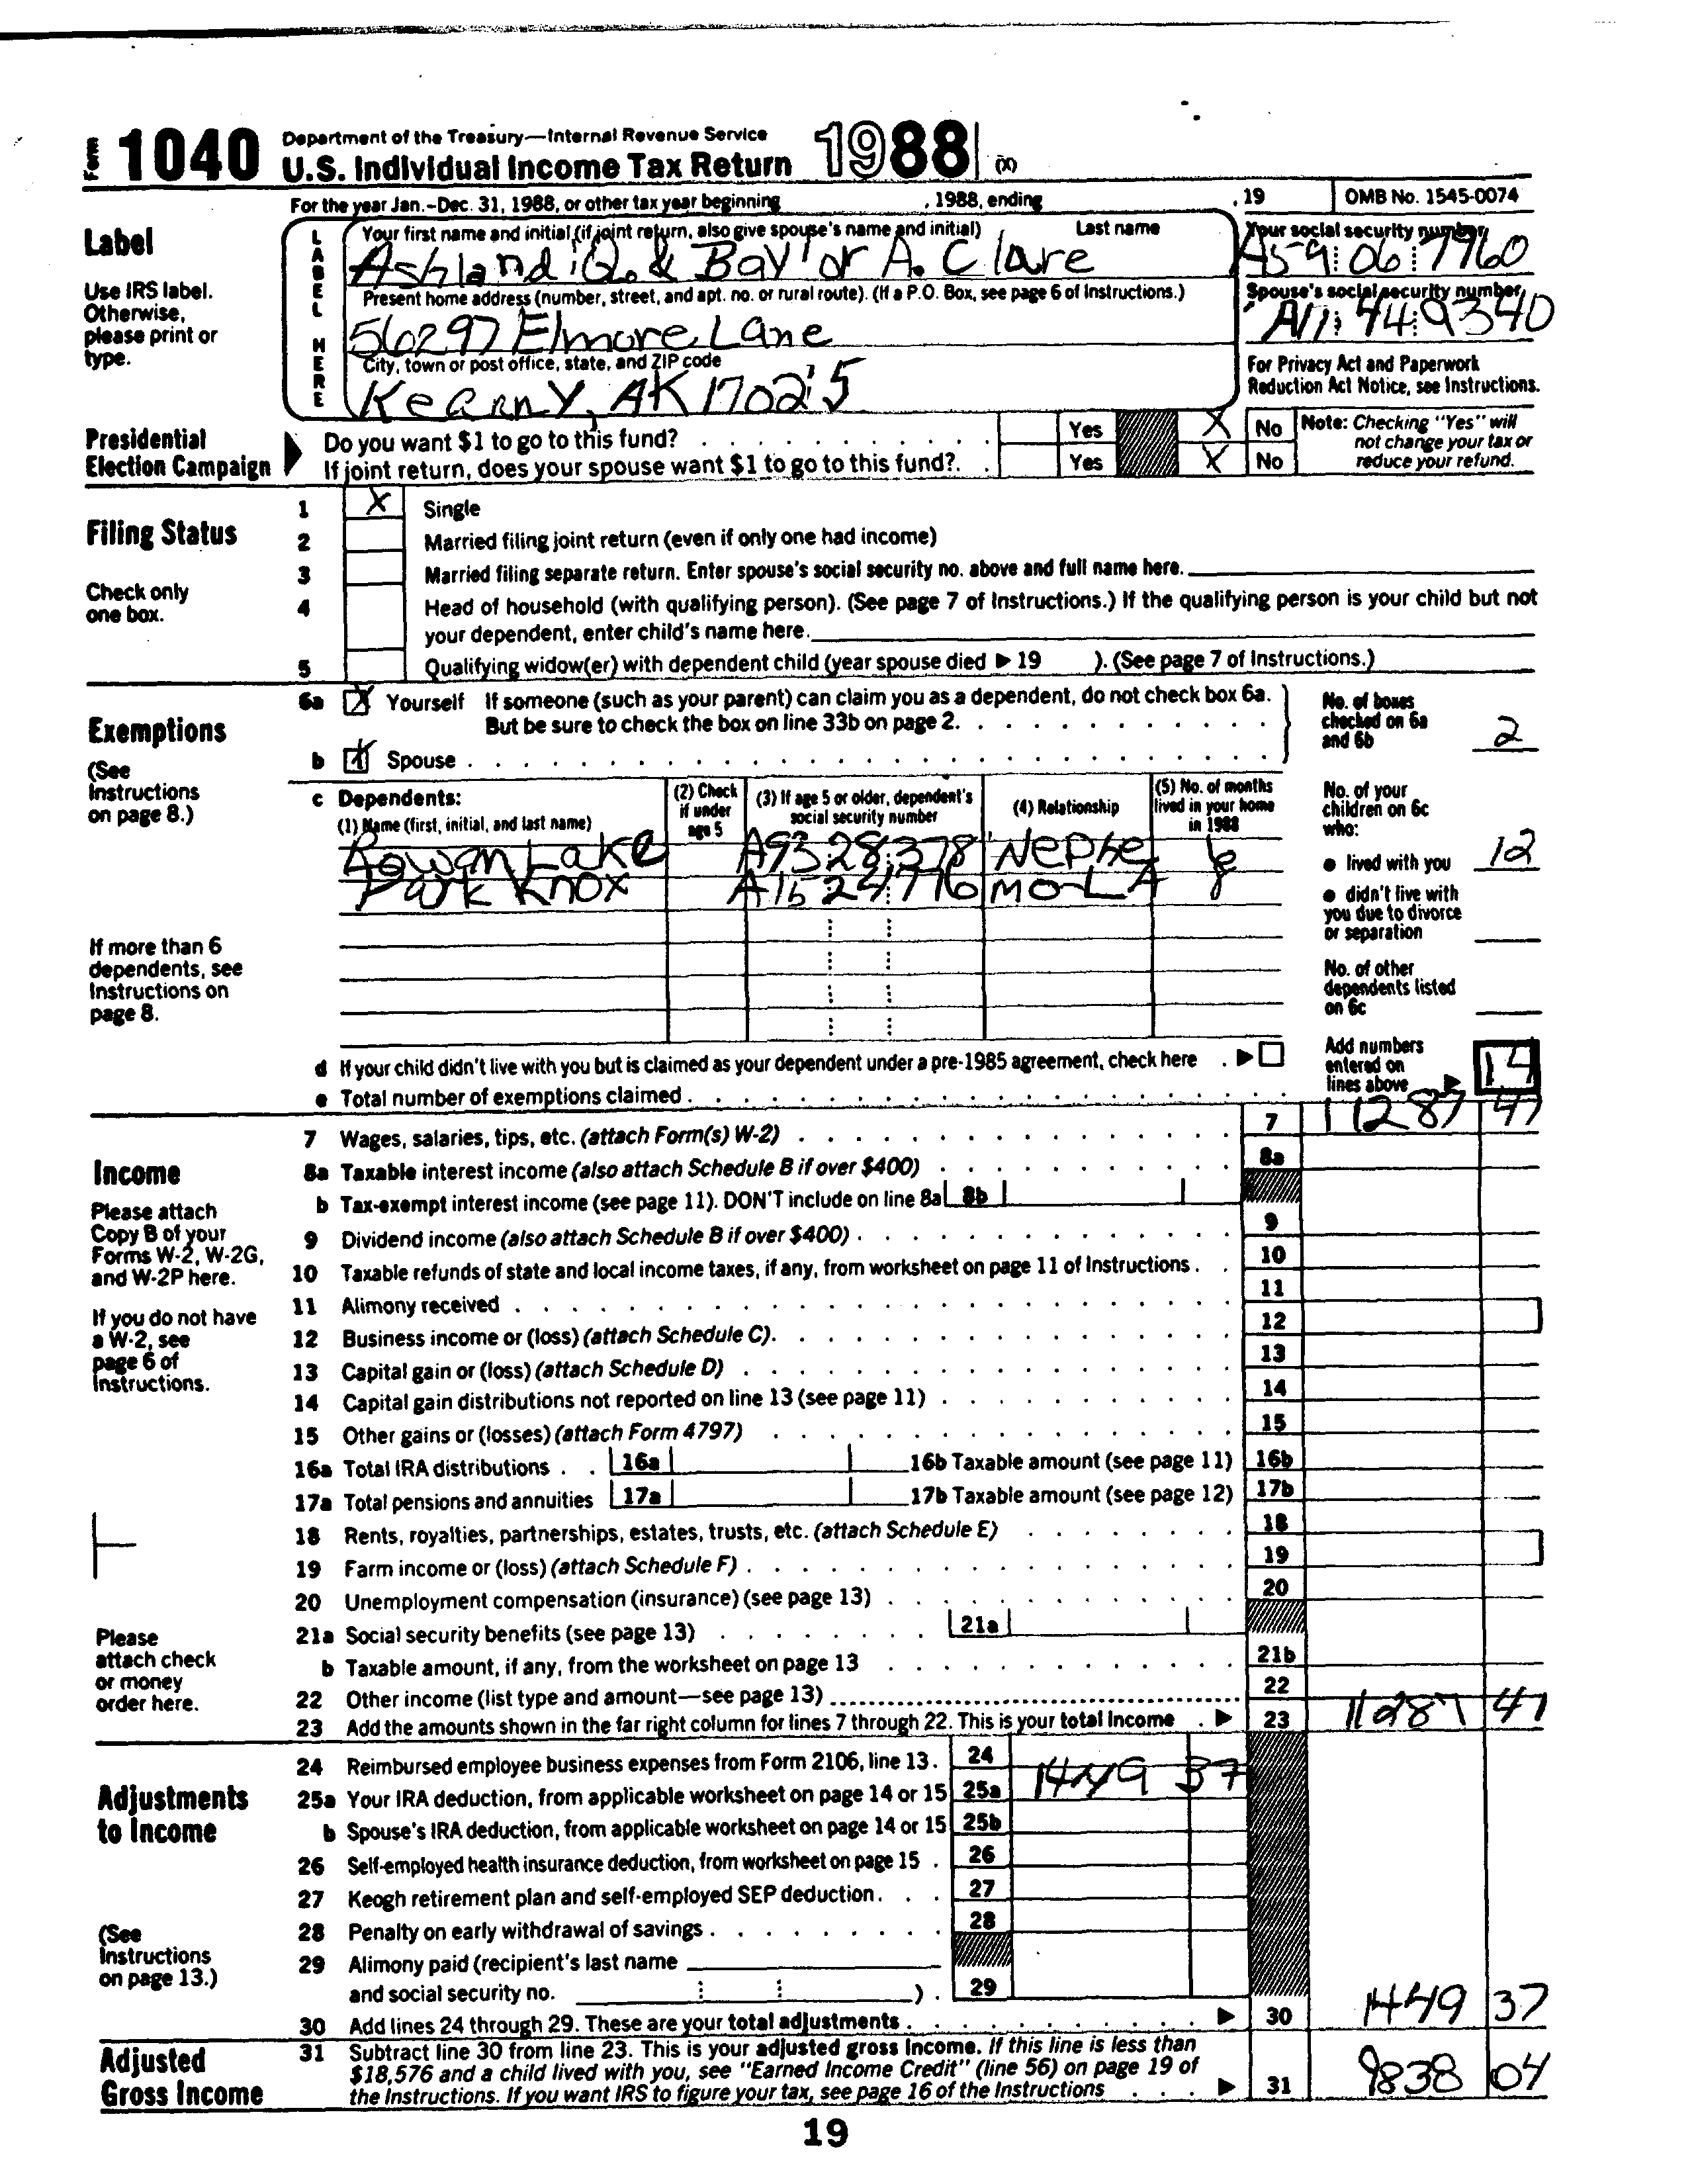 Form 1040 Department of the Treasury—Internal Revenue Service
U.S. Individual Income Tax Return 1988 (X)
For the year Jan.-Dec. 31, 1988, or other tax year beginning , 1988, ending , 19 OMB No. 1545-0074
Label
Use IRS label.
Otherwise,
please print or
type.
LABEL HERE
Your first name and initial (if joint return, also give spouse's name and initial) Last name
Ashland Q. & Baylor A. Clare
Present home address (number, street, and apt. no. or rural route). (If a P.O. Box, see page 6 of Instructions.)
56297 Elmore Lane
City, town or post office, state, and ZIP code
Kearny, AK 17025
Your social security number
A59 06 7960
Spouse's social security number
A11 44 9340
For Privacy Act and Paperwork
Reduction Act Notice, see Instructions.
Presidential
Election Campaign
Do you want $1 to go to this fund? Yes X No
If joint return, does your spouse want $1 to go to this fund? Yes X No
Note: Checking "Yes" will
not change your tax or
reduce your refund.
Filing Status
Check only
one box.
1 X Single
2 Married filing joint return (even if only one had income)
3 Married filing separate return. Enter spouse's social security no. above and full name here.
4 Head of household (with qualifying person). (See page 7 of Instructions.) If the qualifying person is your child but not
your dependent, enter child's name here.
5 Qualifying widow(er) with dependent child (year spouse died ▶ 19 ). (See page 7 of Instructions.)
Exemptions
(See
Instructions
on page 8.)
6a X Yourself If someone (such as your parent) can claim you as a dependent, do not check box 6a.
But be sure to check the box on line 33b on page 2.
b X Spouse
No. of boxes
checked on 6a
and 6b 2
c Dependents:
(1) Name (first, initial, and last name)
(2) Check
if under
age 5
(3) If age 5 or older, dependent's
social security number
(4) Relationship
(5) No. of months
lived in your home
in 1988
Rowan Lake A93 28 378 Nephe
Park Knox A15 24 776 MO-LA 8
If more than 6
dependents, see
Instructions on
page 8.
No. of your
children on 6c
who:
● lived with you 12
● didn't live with
you due to divorce
or separation
No. of other
dependents listed
on 6c
d If your child didn't live with you but is claimed as your dependent under a pre-1985 agreement, check here ▶
e Total number of exemptions claimed
Add numbers
entered on
lines above ▶ 14
Income
Please attach
Copy B of your
Forms W-2, W-2G,
and W-2P here.
If you do not have
a W-2, see
page 6 of
Instructions.
Please
attach check
or money
order here.
7 Wages, salaries, tips, etc. (attach Form(s) W-2) 7 11287 47
8a Taxable interest income (also attach Schedule B if over $400) 8a
b Tax-exempt interest income (see page 11). DON'T include on line 8a 8b
9 Dividend income (also attach Schedule B if over $400) 9
10 Taxable refunds of state and local income taxes, if any, from worksheet on page 11 of Instructions 10
11 Alimony received 11
12 Business income or (loss) (attach Schedule C) 12
13 Capital gain or (loss) (attach Schedule D) 13
14 Capital gain distributions not reported on line 13 (see page 11) 14
15 Other gains or (losses) (attach Form 4797) 15
16a Total IRA distributions 16a 16b Taxable amount (see page 11) 16b
17a Total pensions and annuities 17a 17b Taxable amount (see page 12) 17b
18 Rents, royalties, partnerships, estates, trusts, etc. (attach Schedule E) 18
19 Farm income or (loss) (attach Schedule F) 19
20 Unemployment compensation (insurance) (see page 13) 20
21a Social security benefits (see page 13) 21a
b Taxable amount, if any, from the worksheet on page 13 21b
22 Other income (list type and amount—see page 13) 22
23 Add the amounts shown in the far right column for lines 7 through 22. This is your total income ▶ 23 11287 47
Adjustments
to Income
(See
Instructions
on page 13.)
24 Reimbursed employee business expenses from Form 2106, line 13. 24
25a Your IRA deduction, from applicable worksheet on page 14 or 15 25a 1449 37
b Spouse's IRA deduction, from applicable worksheet on page 14 or 15 25b
26 Self-employed health insurance deduction, from worksheet on page 15 26
27 Keogh retirement plan and self-employed SEP deduction 27
28 Penalty on early withdrawal of savings 28
29 Alimony paid (recipient's last name
and social security no. ) 29
30 Add lines 24 through 29. These are your total adjustments ▶ 30 1449 37
Adjusted
Gross Income
31 Subtract line 30 from line 23. This is your adjusted gross income. If this line is less than
$18,576 and a child lived with you, see "Earned Income Credit" (line 56) on page 19 of
the Instructions. If you want IRS to figure your tax, see page 16 of the Instructions ▶ 31 9838 04
19